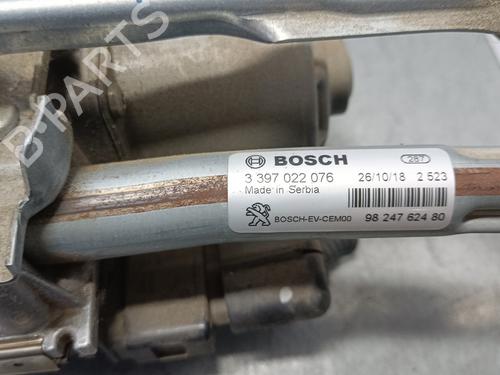 B-PARTS
BOSCH 287
3 397 022 076 26/10/18 2 523
Made in Serbia
BOSCH-EV-CEM00 98 247 624 80